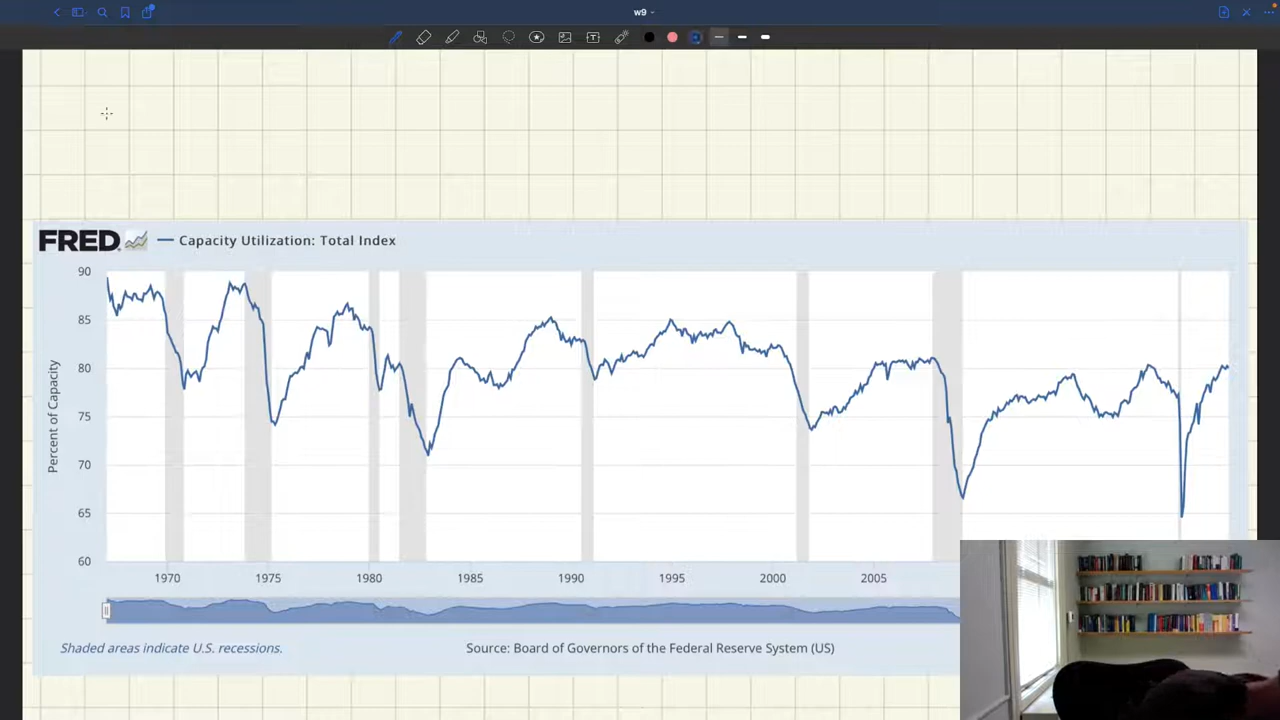 w9
FRED Capacity Utilization: Total Index
90
85
80
75
70
65
60
Percent of Capacity
1970 1975 1980 1985 1990 1995 2000 2005
Shaded areas indicate U.S. recessions.
Source: Board of Governors of the Federal Reserve System (US)